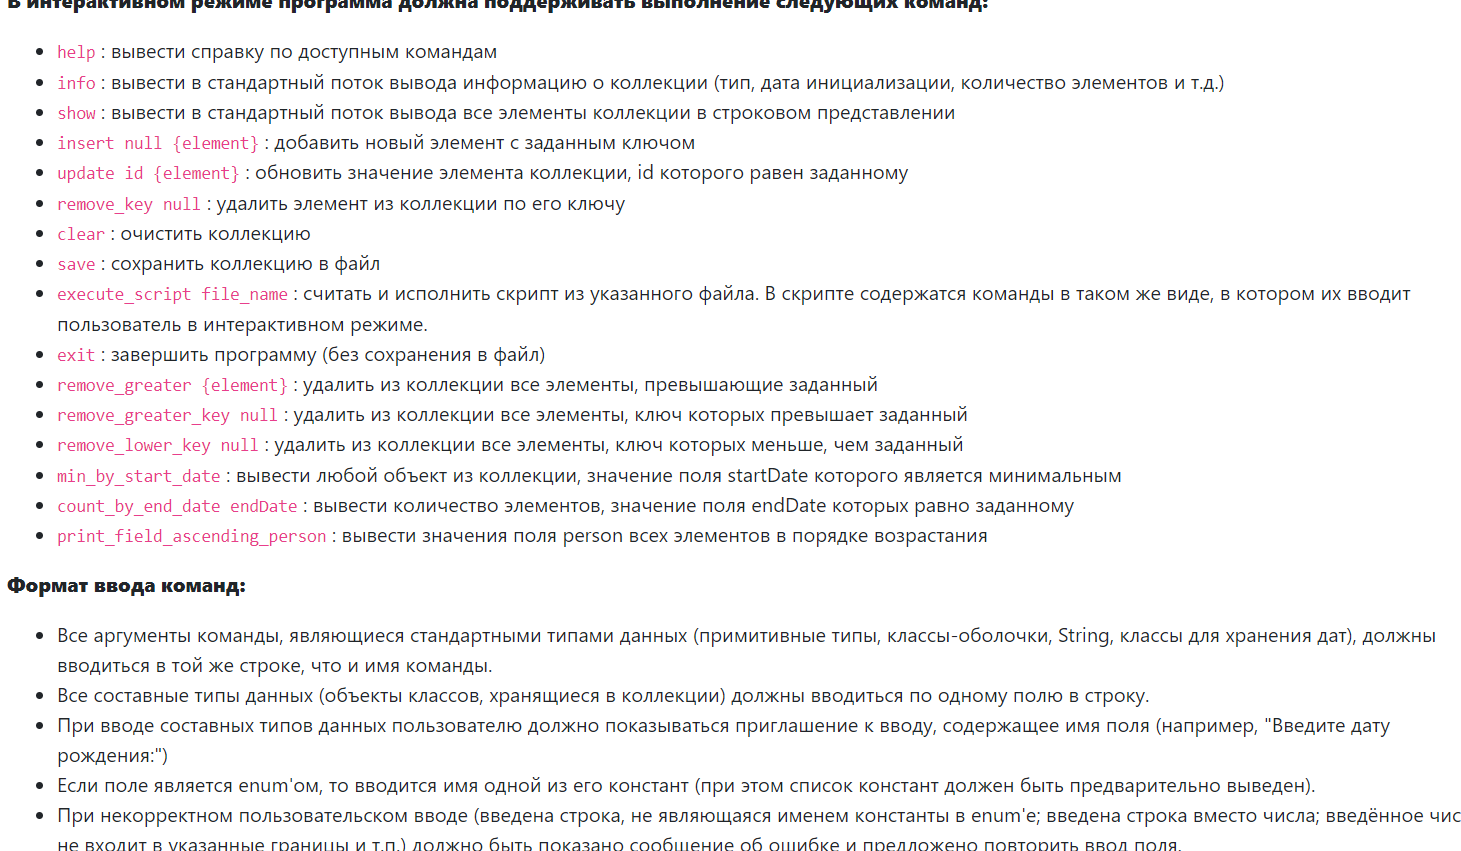 В интерактивном режиме программа должна поддерживать выполнение следующих команд:
help : вывести справку по доступным командам
info : вывести в стандартный поток вывода информацию о коллекции (тип, дата инициализации, количество элементов и т.д.)
show : вывести в стандартный поток вывода все элементы коллекции в строковом представлении
insert null {element} : добавить новый элемент с заданным ключом
update id {element} : обновить значение элемента коллекции, id которого равен заданному
remove_key null : удалить элемент из коллекции по его ключу
clear : очистить коллекцию
save : сохранить коллекцию в файл
execute_script file_name : считать и исполнить скрипт из указанного файла. В скрипте содержатся команды в таком же виде, в котором их вводит
пользователь в интерактивном режиме.
exit : завершить программу (без сохранения в файл)
remove_greater {element} : удалить из коллекции все элементы, превышающие заданный
remove_greater_key null : удалить из коллекции все элементы, ключ которых превышает заданный
remove_lower_key null : удалить из коллекции все элементы, ключ которых меньше, чем заданный
min_by_start_date : вывести любой объект из коллекции, значение поля startDate которого является минимальным
count_by_end_date endDate : вывести количество элементов, значение поля endDate которых равно заданному
print_field_ascending_person : вывести значения поля person всех элементов в порядке возрастания
Формат ввода команд:
Все аргументы команды, являющиеся стандартными типами данных (примитивные типы, классы-оболочки, String, классы для хранения дат), должны
вводиться в той же строке, что и имя команды.
Все составные типы данных (объекты классов, хранящиеся в коллекции) должны вводиться по одному полю в строку.
При вводе составных типов данных пользователю должно показываться приглашение к вводу, содержащее имя поля (например, "Введите дату
рождения:")
Если поле является enum'ом, то вводится имя одной из его констант (при этом список констант должен быть предварительно выведен).
При некорректном пользовательском вводе (введена строка, не являющаяся именем константы в enum'е; введена строка вместо числа; введённое чис
не входит в указанные границы и т.п.) должно быть показано сообщение об ошибке и предложено повторить ввод поля.